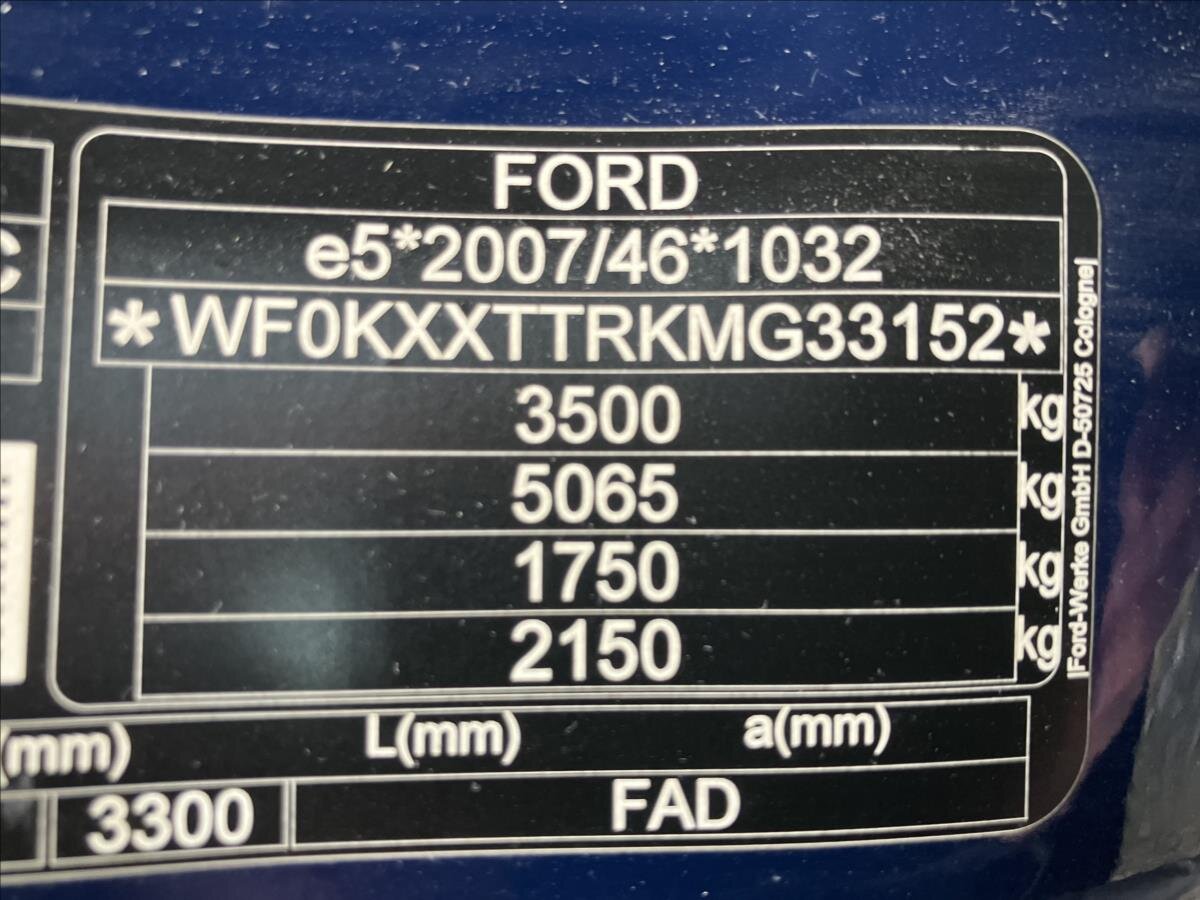 FORD
e5*2007/46*1032
*WF0KXXTTRKMG33152*
3500 kg
5065 kg
1750 kg
2150 kg
Ford-Werke GmbH D-50725 Cologne
(mm) L(mm) a(mm)
3300 FAD